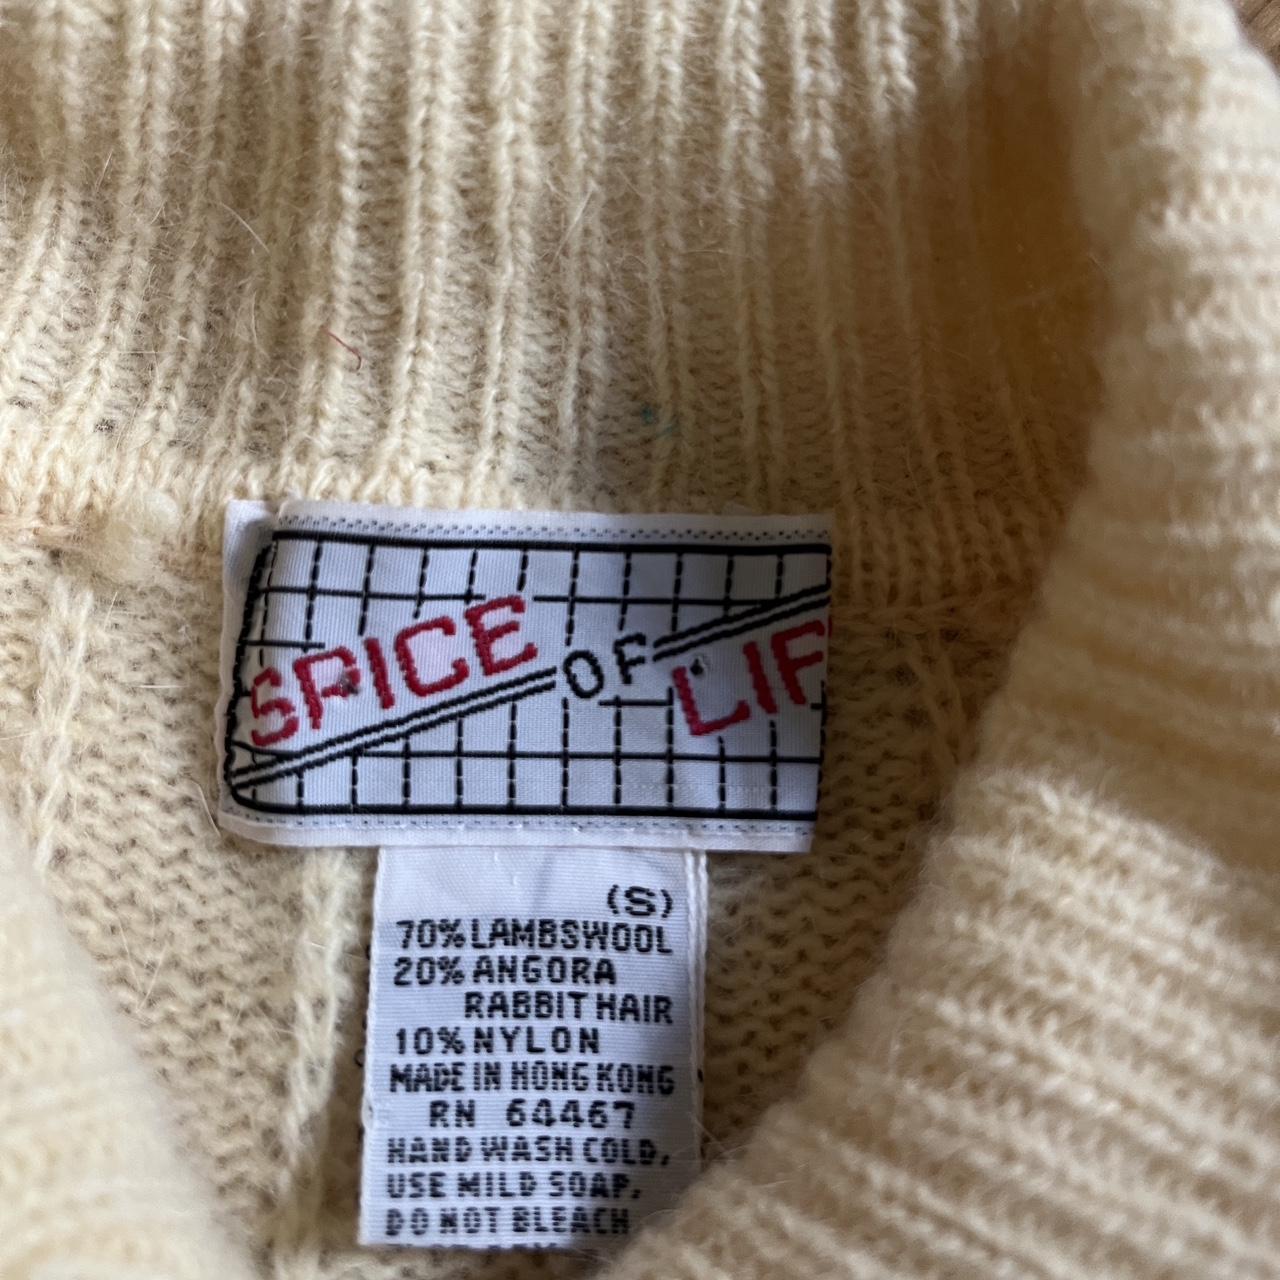 SPICE OF LIF
(S)
70% LAMBSWOOL
20% ANGORA
RABBIT HAIR
10% NYLON
MADE IN HONG KONG
RN 64467
HAND WASH COLD,
USE MILD SOAP,
DO NOT BLEACH